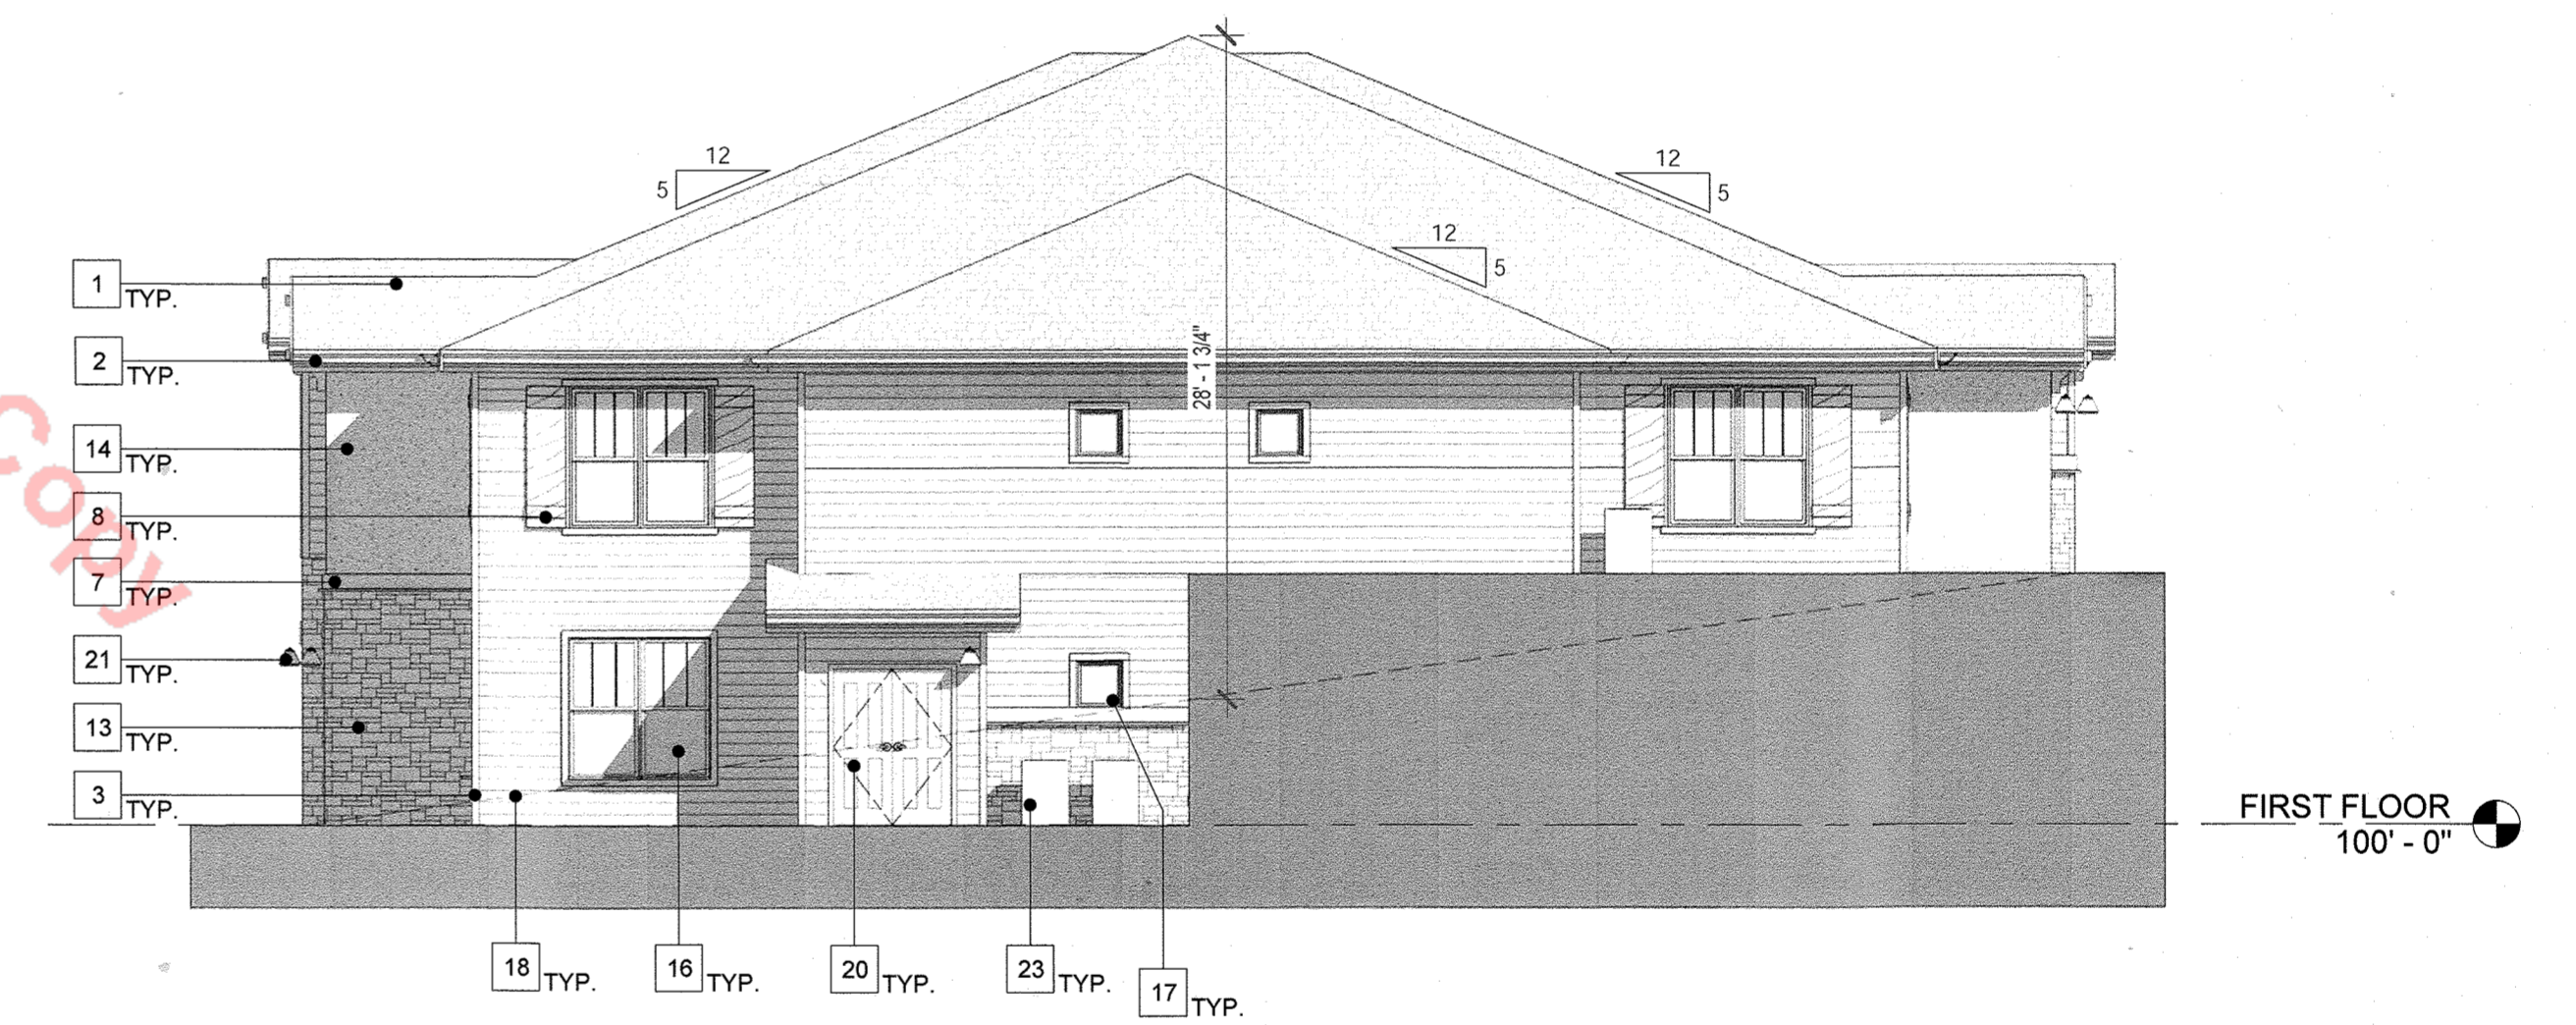 12
5
12
5
12
5
28' - 1 3/4"
1 TYP.
2 TYP.
14 TYP.
8 TYP.
7 TYP.
21 TYP.
13 TYP.
3 TYP.
Copy
FIRST FLOOR
100' - 0"
18 TYP.
16 TYP.
20 TYP.
23 TYP.
17 TYP.